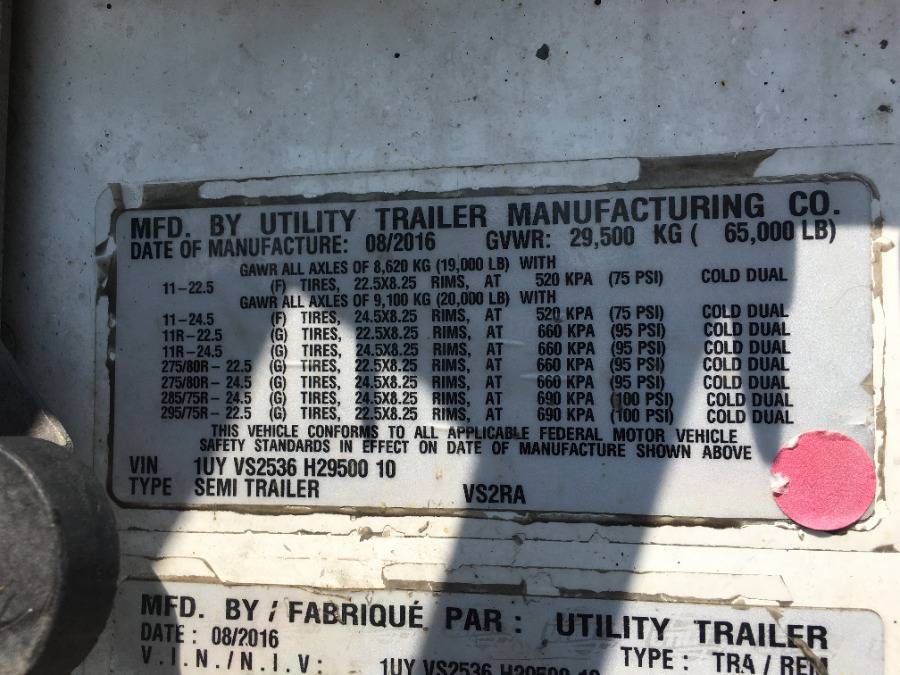 MFD. BY UTILITY TRAILER MANUFACTURING CO.
DATE OF MANUFACTURE: 08/2016 GVWR: 29,500 KG ( 65,000 LB)
GAWR ALL AXLES OF 8,620 KG (19,000 LB) WITH
11-22.5 (F) TIRES, 22.5X8.25 RIMS, AT 520 KPA (75 PSI) COLD DUAL
GAWR ALL AXLES OF 9,100 KG (20,000 LB) WITH
11-24.5 (F) TIRES, 24.5X8.25 RIMS, AT 520 KPA (75 PSI) COLD DUAL
11R-22.5 (G) TIRES, 22.5X8.25 RIMS, AT 660 KPA (95 PSI) COLD DUAL
11R-24.5 (G) TIRES, 24.5X8.25 RIMS, AT 660 KPA (95 PSI) COLD DUAL
275/80R-22.5 (G) TIRES, 22.5X8.25 RIMS, AT 660 KPA (95 PSI) COLD DUAL
275/80R-24.5 (G) TIRES, 24.5X8.25 RIMS, AT 660 KPA (95 PSI) COLD DUAL
285/75R-24.5 (G) TIRES, 24.5X8.25 RIMS, AT 690 KPA (100 PSI) COLD DUAL
295/75R-22.5 (G) TIRES, 22.5X8.25 RIMS, AT 690 KPA (100 PSI) COLD DUAL
THIS VEHICLE CONFORMS TO ALL APPLICABLE FEDERAL MOTOR VEHICLE
SAFETY STANDARDS IN EFFECT ON DATE OF MANUFACTURE SHOWN ABOVE
VIN 1UY VS2536 H29500 10
TYPE SEMI TRAILER VS2RA
MFD. BY / FABRIQUÉ PAR : UTILITY TRAILER
DATE : 08/2016
V.I.N./N.I.V: 1UY VS2536 H29500 10 TYPE : TRA / REM